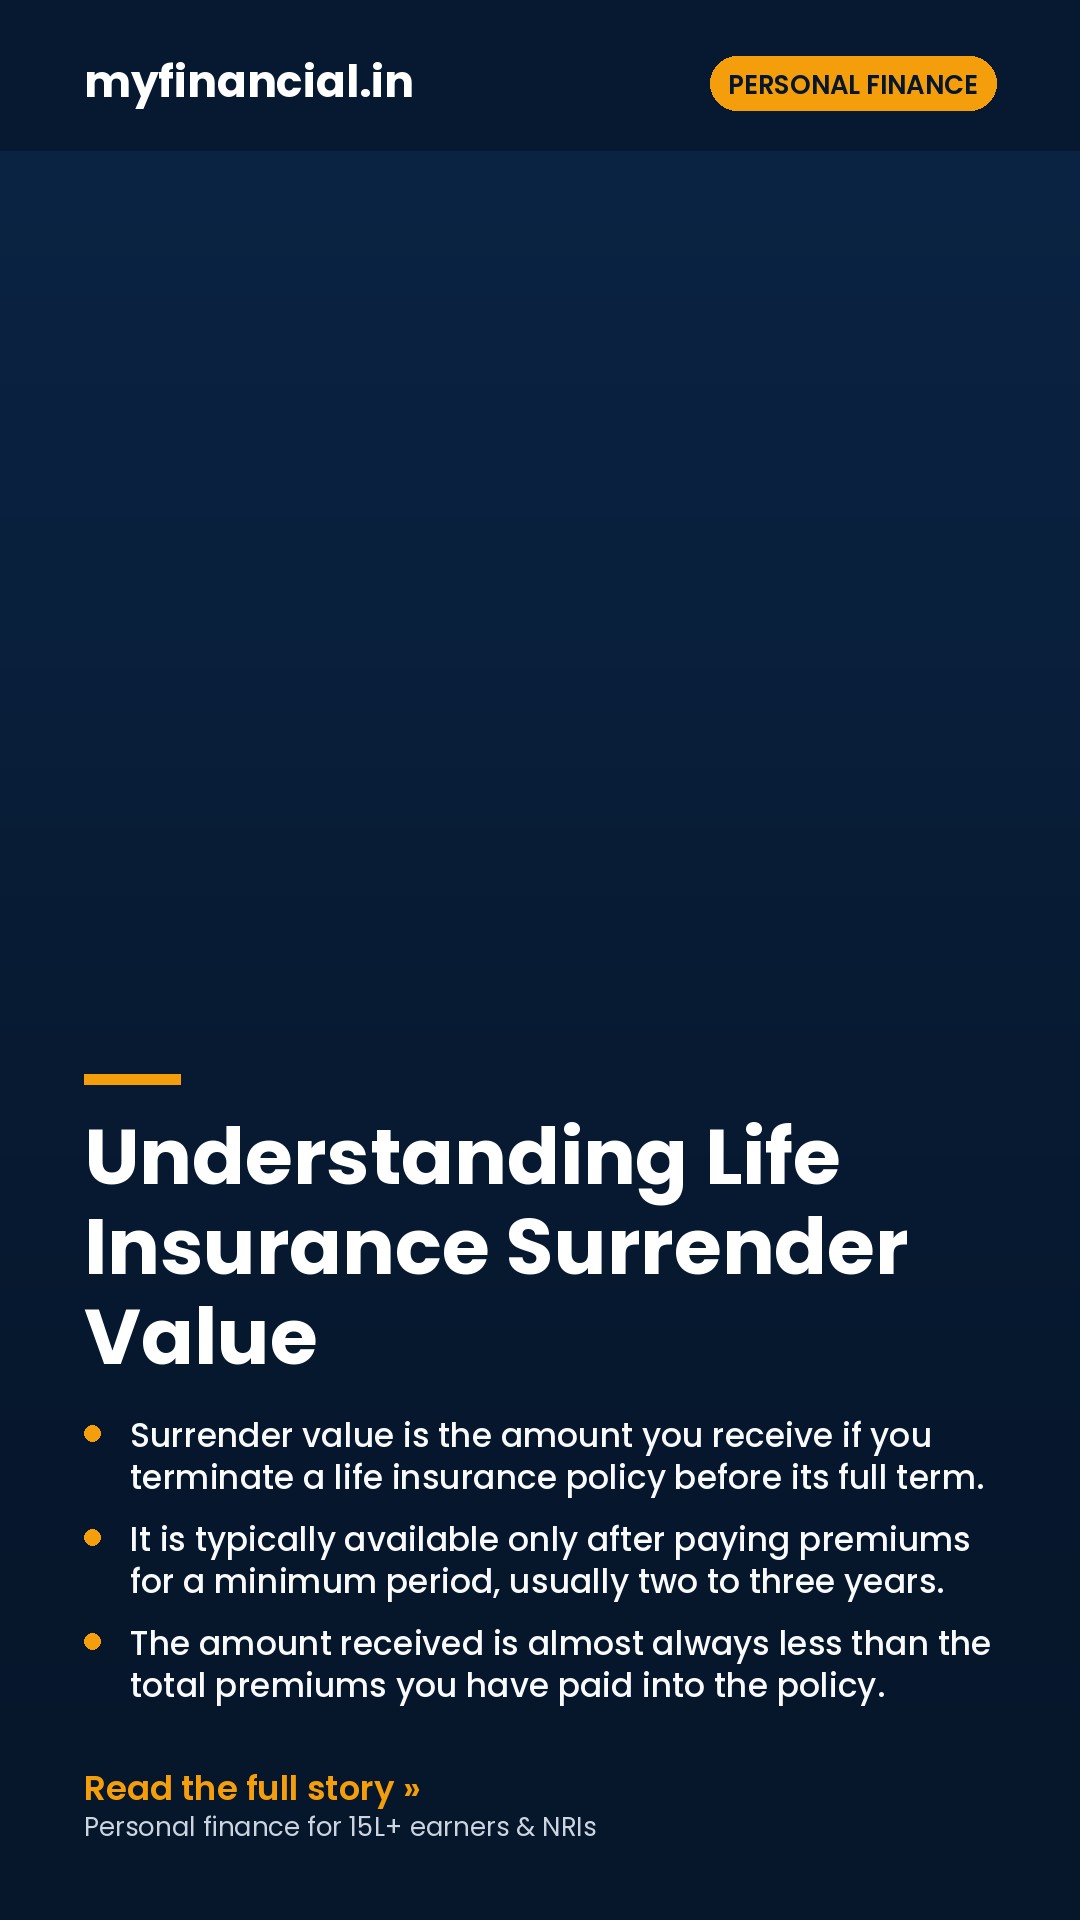 myfinancial.in
PERSONAL FINANCE
Understanding Life
Insurance Surrender
Value
Surrender value is the amount you receive if you
terminate a life insurance policy before its full term.
It is typically available only after paying premiums
for a minimum period, usually two to three years.
The amount received is almost always less than the
total premiums you have paid into the policy.
Read the full story »
Personal finance for 15L+ earners & NRIs